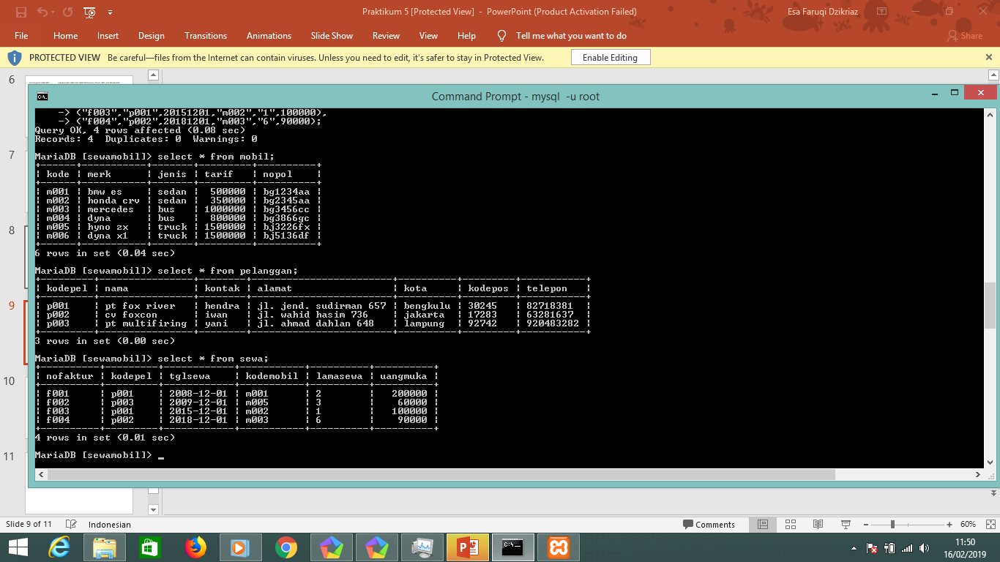 Praktikum 5 [Protected View] - PowerPoint (Product Activation Failed)
Esa Faruqi Dzikriaz
File Home Insert Design Transitions Animations Slide Show Review View Help Tell me what you want to do Share
PROTECTED VIEW Be careful—files from the Internet can contain viruses. Unless you need to edit, it's safer to stay in Protected View. Enable Editing
6
7
8
9
10
11
Command Prompt - mysql -u root
-> ("f003","p001",20151201,"m002","1",100000),
-> ("f004","p002",20181201,"m003","6",90000);
Query OK, 4 rows affected (0.08 sec)
Records: 4 Duplicates: 0 Warnings: 0
MariaDB [sewamobil]> select * from mobil;
+------+-----------+-------+---------+----------+
| kode | merk | jenis | tarif | nopol |
+------+-----------+-------+---------+----------+
| m001 | bmw es | sedan | 500000 | bg1234aa |
| m002 | honda crv | sedan | 350000 | bg2345aa |
| m003 | mercedes | bus | 1000000 | bg3456cc |
| m004 | dyna | bus | 800000 | bg3866gc |
| m005 | hyno zx | truck | 1500000 | bj3226fx |
| m006 | dyna x1 | truck | 1500000 | bj5136df |
+------+-----------+-------+---------+----------+
6 rows in set (0.04 sec)
MariaDB [sewamobil]> select * from pelanggan;
+---------+----------------+---------+------------------------+----------+---------+-----------+
| kodepel | nama | kontak | alamat | kota | kodepos | telepon |
+---------+----------------+---------+------------------------+----------+---------+-----------+
| p001 | pt fox river | hendra | jl. jend. sudirman 657 | bengkulu | 30245 | 82718381 |
| p002 | cv foxcon | iwan | jl. wahid hasim 736 | jakarta | 17283 | 63281637 |
| p003 | pt multifiring | yani | jl. ahmad dahlan 648 | lampung | 92742 | 920483282 |
+---------+----------------+---------+------------------------+----------+---------+-----------+
3 rows in set (0.00 sec)
MariaDB [sewamobil]> select * from sewa;
+----------+---------+------------+-----------+----------+----------+
| nofaktur | kodepel | tglsewa | kodemobil | lamasewa | uangmuka |
+----------+---------+------------+-----------+----------+----------+
| f001 | p001 | 2008-12-01 | m001 | 2 | 200000 |
| f002 | p003 | 2009-12-01 | m005 | 3 | 60000 |
| f003 | p001 | 2015-12-01 | m002 | 1 | 100000 |
| f004 | p002 | 2018-12-01 | m003 | 6 | 90000 |
+----------+---------+------------+-----------+----------+----------+
4 rows in set (0.01 sec)
MariaDB [sewamobil]> _
Slide 9 of 11 Indonesian Comments 60%
11:50
16/02/2019